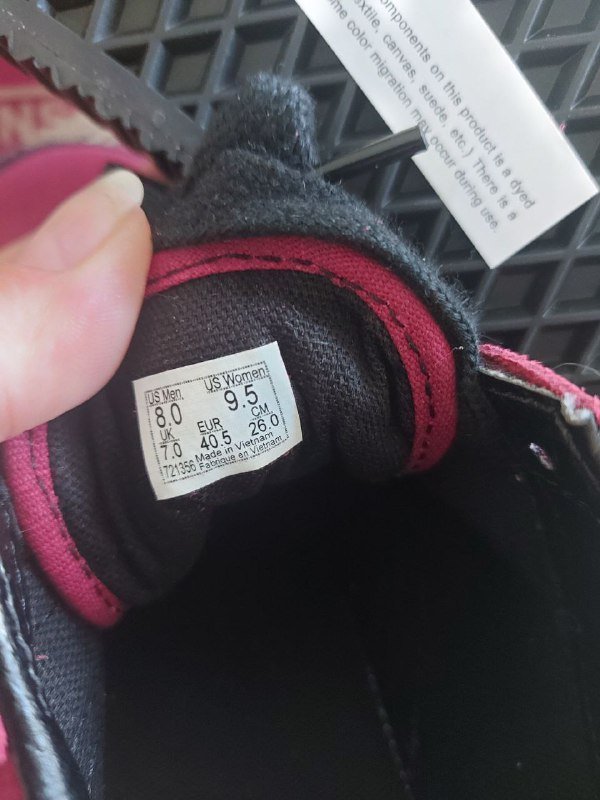 components on this product is a dyed
textile, canvas, suede, etc.) There is a
some color migration may occur during use.
US Men US Women
8.0 9.5
UK EUR CM
7.0 40.5 26.0
Made in Vietnam
721356 Fabrique en Vietnam